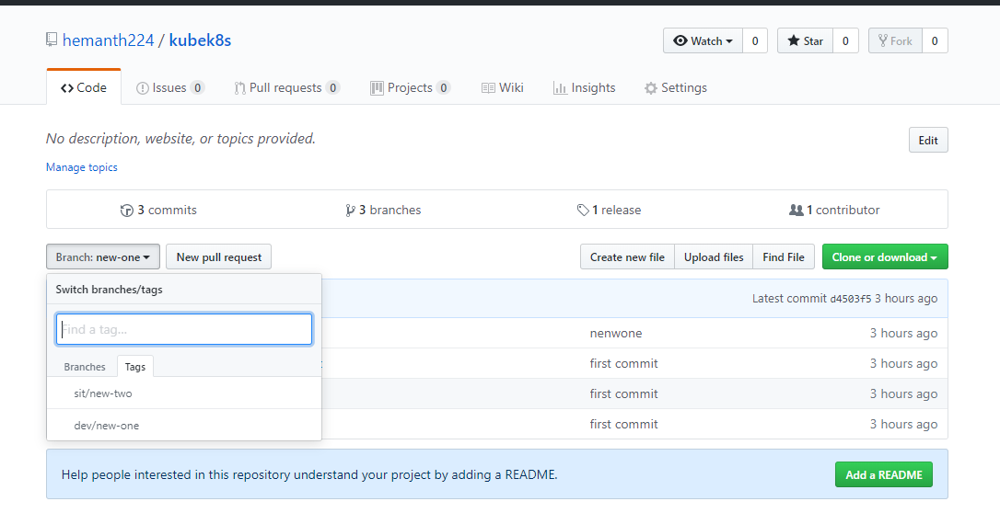 hemanth224 / kubek8s
Watch 0 Star 0 Fork 0
Code Issues 0 Pull requests 0 Projects 0 Wiki Insights Settings
No description, website, or topics provided. Edit
Manage topics
3 commits 3 branches 1 release 1 contributor
Branch: new-one New pull request Create new file Upload files Find File Clone or download
Switch branches/tags
Latest commit d4503f5 3 hours ago
Find a tag...
nenwone 3 hours ago
Branches Tags
first commit 3 hours ago
sit/new-two
first commit 3 hours ago
dev/new-one
first commit 3 hours ago
Help people interested in this repository understand your project by adding a README. Add a README